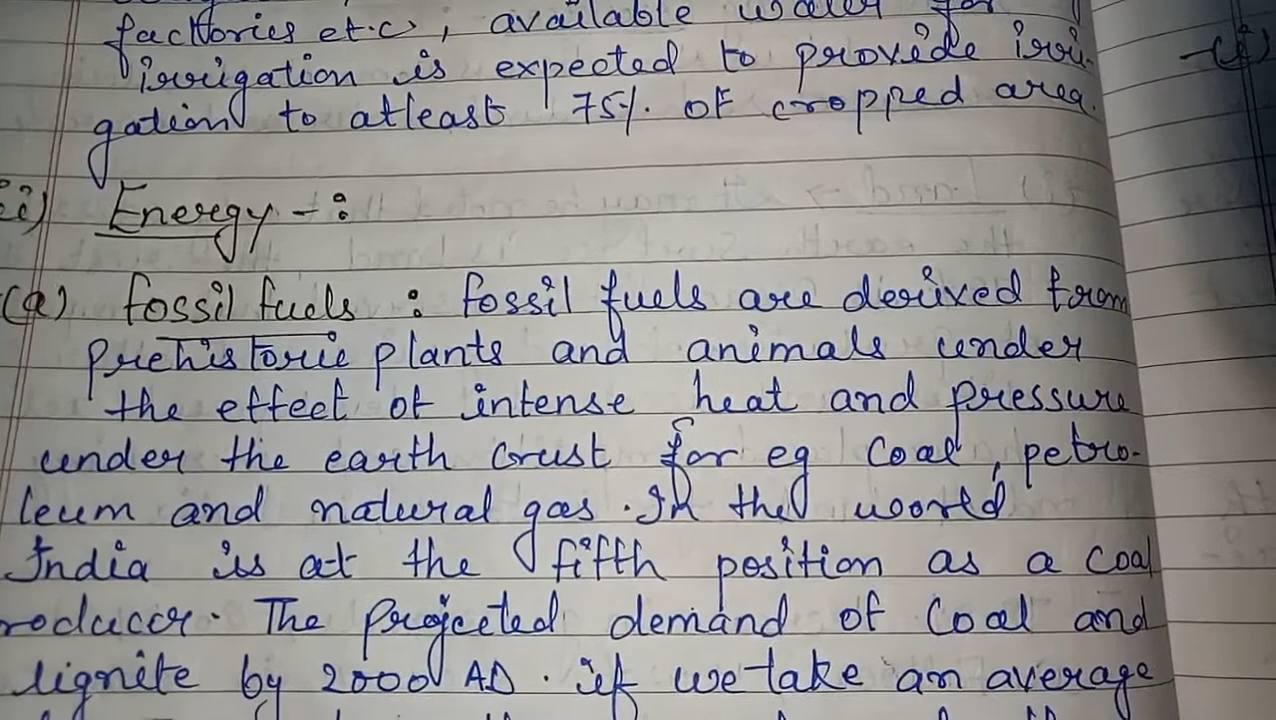 factories etc, available water for
irrigation is expected to provide irri-
gation to atleast 75% of cropped area.
ii) Energy -:
(a) fossil fuels : fossil fuels are derived from
prehistoric plants and animals under
the effect of intense heat and pressure
under the earth crust for eg coal, petro-
leum and natural gas. In the world
India is at the fifth position as a coal
roducer. The projected demand of coal and
lignite by 2000 AD. if we take an average